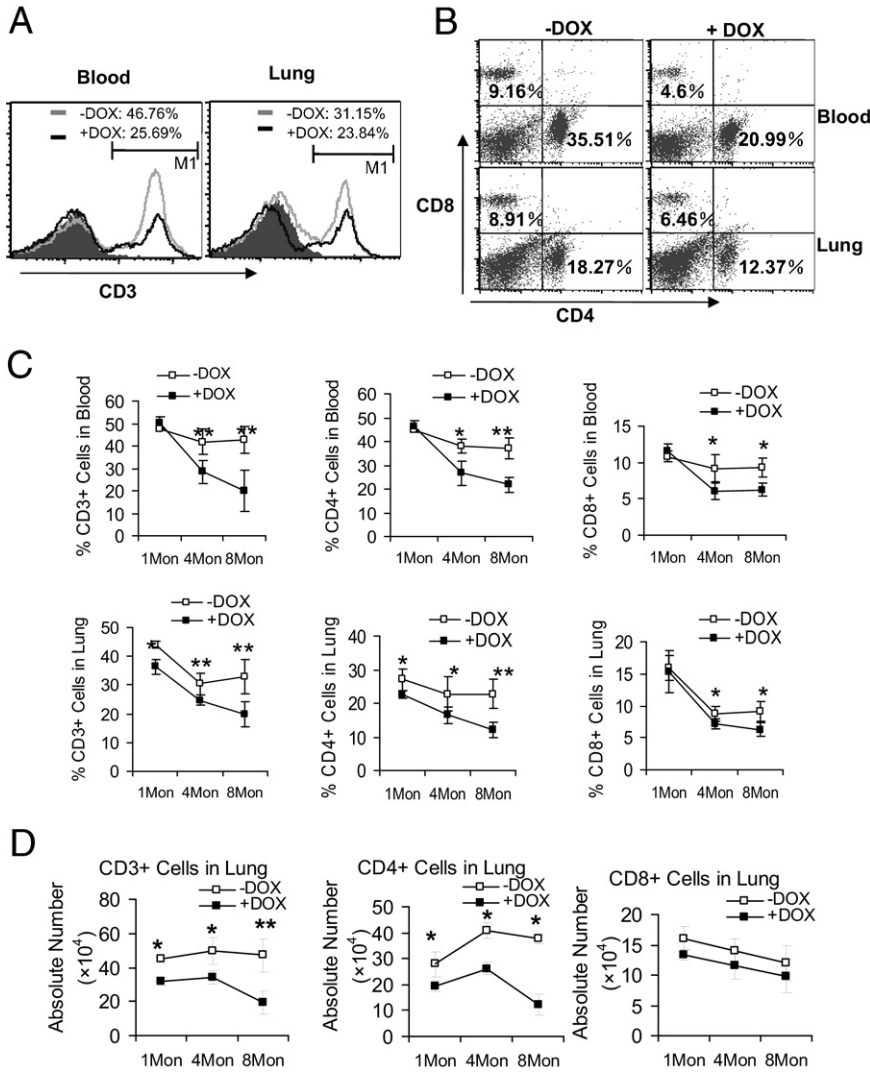 A
Blood
Lung
-DOX: 46.76%
+DOX: 25.69%
M1
-DOX: 31.15%
+DOX: 23.84%
M1
CD3
B
-DOX
+ DOX
9.16%
35.51%
4.6%
20.99%
Blood
8.91%
18.27%
6.46%
12.37%
Lung
CD8
CD4
C
-DOX
+DOX
% CD3+ Cells in Blood
60
50
40
30
20
10
0
** **
1Mon 4Mon 8Mon
-DOX
+DOX
% CD4+ Cells in Blood
60
50
40
30
20
10
0
* **
1Mon 4Mon 8Mon
-DOX
+DOX
% CD8+ Cells in Blood
15
10
5
0
* *
1Mon 4Mon 8Mon
-DOX
+DOX
% CD3+ Cells in Lung
50
40
30
20
10
0
* ** **
1Mon 4Mon 8Mon
-DOX
+DOX
% CD4+ Cells in Lung
40
30
20
10
0
* * **
1Mon 4Mon 8Mon
-DOX
+DOX
% CD8+ Cells in Lung
20
15
10
5
0
* *
1Mon 4Mon 8Mon
D
CD3+ Cells in Lung
-DOX
+DOX
Absolute Number
(×10⁴)
80
60
40
20
0
* * **
1Mon 4Mon 8Mon
CD4+ Cells in Lung
-DOX
+DOX
Absolute Number
(×10⁴)
50
40
30
20
10
0
* * *
1Mon 4Mon 8Mon
CD8+ Cells in Lung
-DOX
+DOX
Absolute Number
(×10⁴)
20
15
10
5
0
1Mon 4Mon 8Mon